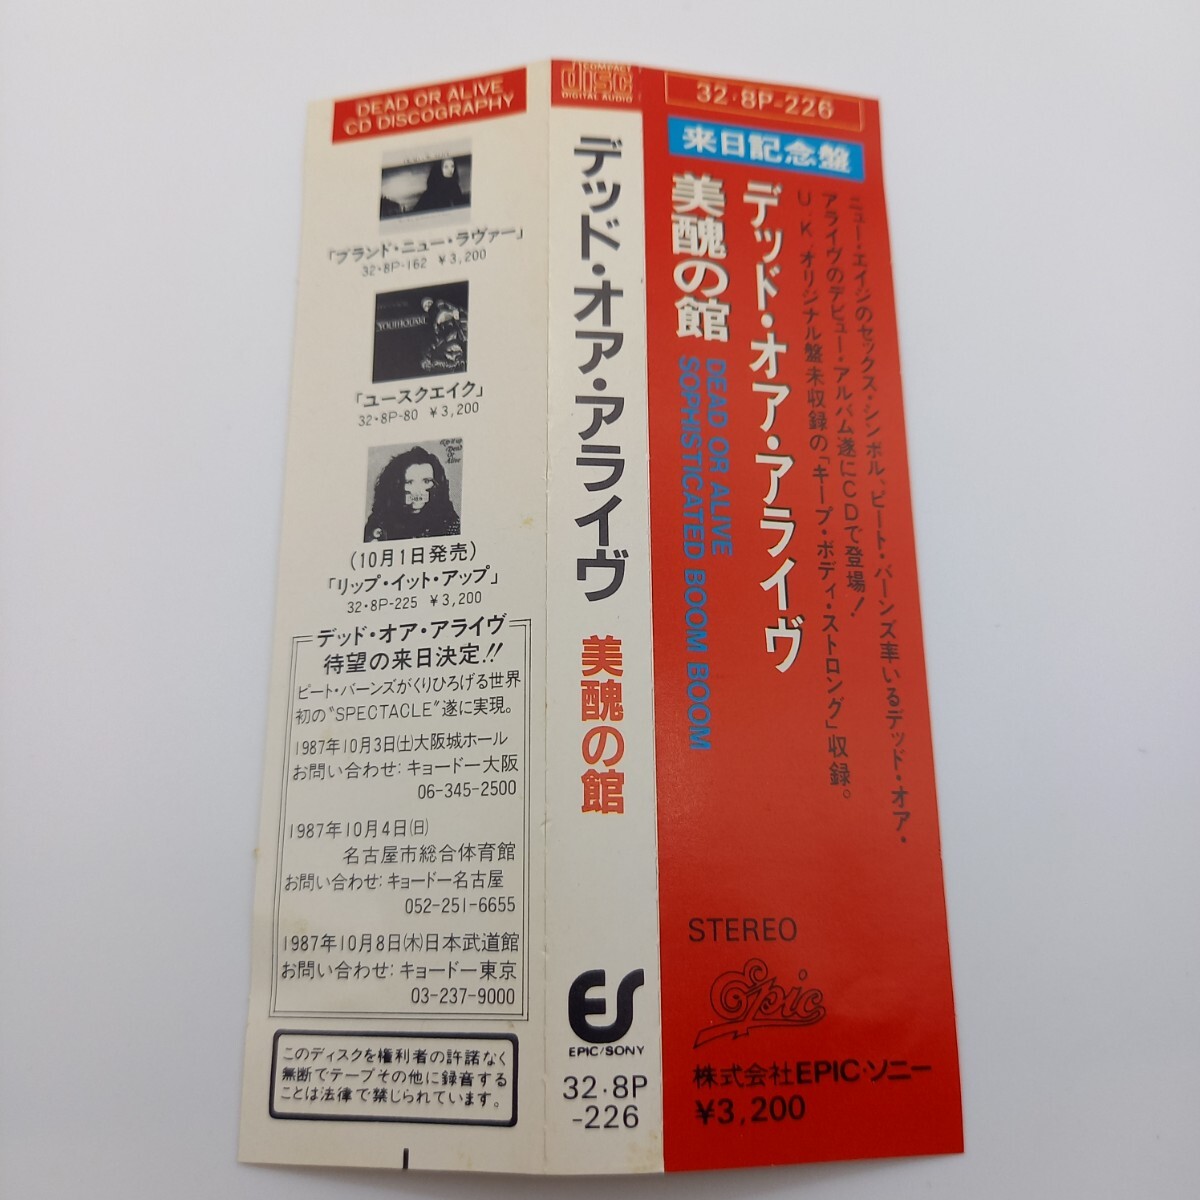 DEAD OR ALIVE
CD DISCOGRAPHY
「ブランド・ニュー・ラヴァー」
32・8P-162 ¥3,200
YOUTHQUAKE
「ユースクエイク」
32・8P-80 ¥3,200
Rip it up
Dead
Or
Alive
(10月1日発売)
「リップ・イット・アップ」
32・8P-225 ¥3,200
デッド・オア・アライヴ
待望の来日決定!!
ピート・バーンズがくりひろげる世界
初の“SPECTACLE”遂に実現。
1987年10月3日(土)大阪城ホール
お問い合わせ:キョードー大阪
06-345-2500
1987年10月4日(日)
名古屋市総合体育館
お問い合わせ:キョードー名古屋
052-251-6655
1987年10月8日(木)日本武道館
お問い合わせ:キョードー東京
03-237-9000
このディスクを権利者の許諾なく
無断でテープその他に録音する
ことは法律で禁じられています。
COMPACT
disc
DIGITAL AUDIO
デッド・オア・アライヴ
美醜の館
ES
EPIC/SONY
32・8P
-226
32・8P-226
来日記念盤
ニュー・エイジのセックス・シンボル、ピート・バーンズ率いるデッド・オア・
アライヴのデビュー・アルバム遂にCDで登場!
U.K.オリジナル盤未収録の「キープ・ボディ・ストロング」収録。
デッド・オア・アライヴ
美醜の館
DEAD OR ALIVE
SOPHISTICATED BOOM BOOM
STEREO
Epic
株式会社EPIC・ソニー
¥3,200